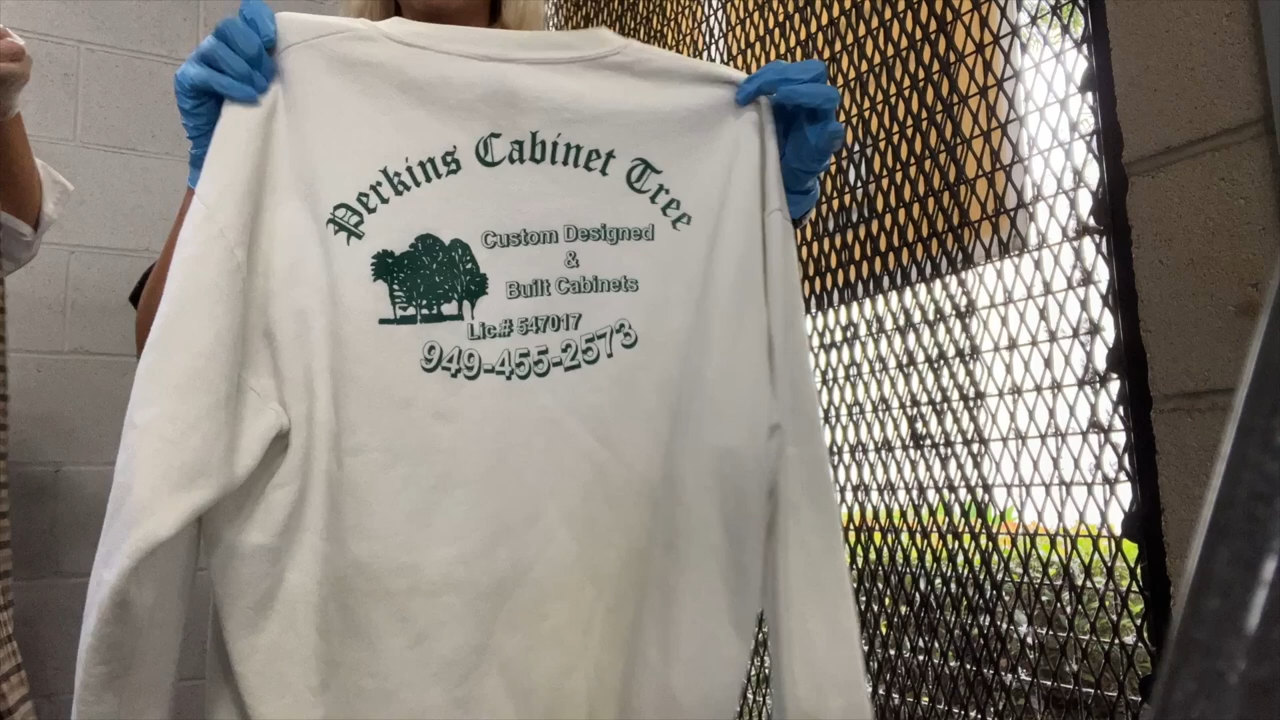 Perkins Cabinet Tree
Custom Designed
&
Built Cabinets
Lic.# 547017
949-455-2573